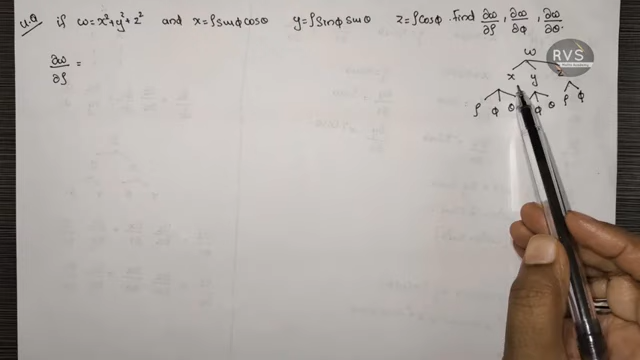 U.Q if ω=x²+y²+z² and x=ρsinϕcosθ y=ρsinϕsinθ z=ρcosϕ. find ∂ω/∂ρ, ∂ω/∂ϕ, ∂ω/∂θ.
∂ω/∂ρ =
ω
RVS
x y z
ρ ϕ θ ϕ θ ρ ϕ